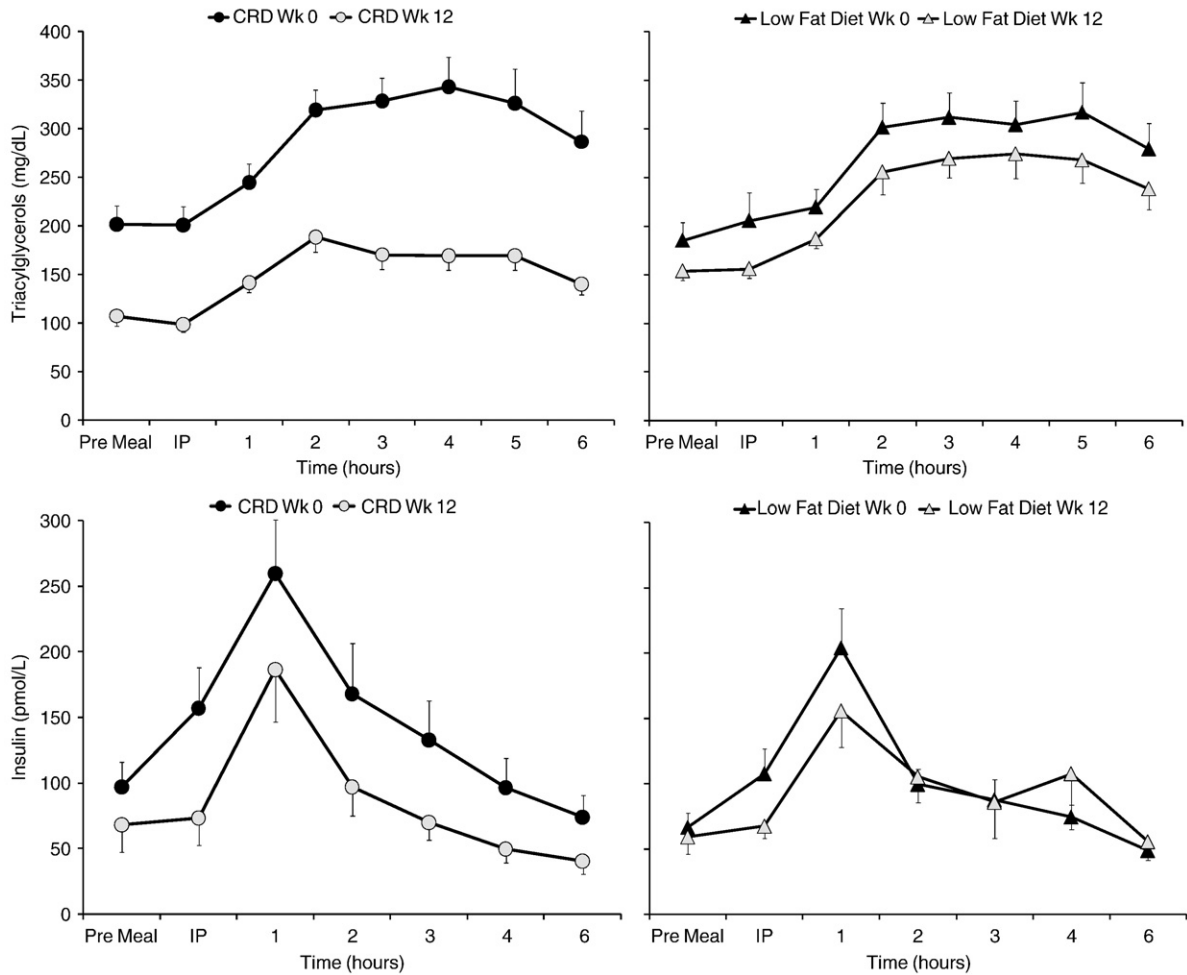 CRD Wk 0 CRD Wk 12
Triacylglycerols (mg/dL)
400
350
300
250
200
150
100
50
0
Pre Meal IP 1 2 3 4 5 6
Time (hours)
Low Fat Diet Wk 0 Low Fat Diet Wk 12
Pre Meal IP 1 2 3 4 5 6
Time (hours)
CRD Wk 0 CRD Wk 12
Insulin (pmol/L)
300
250
200
150
100
50
0
Pre Meal IP 1 2 3 4 6
Time (hours)
Low Fat Diet Wk 0 Low Fat Diet Wk 12
Pre Meal IP 1 2 3 4 6
Time (hours)